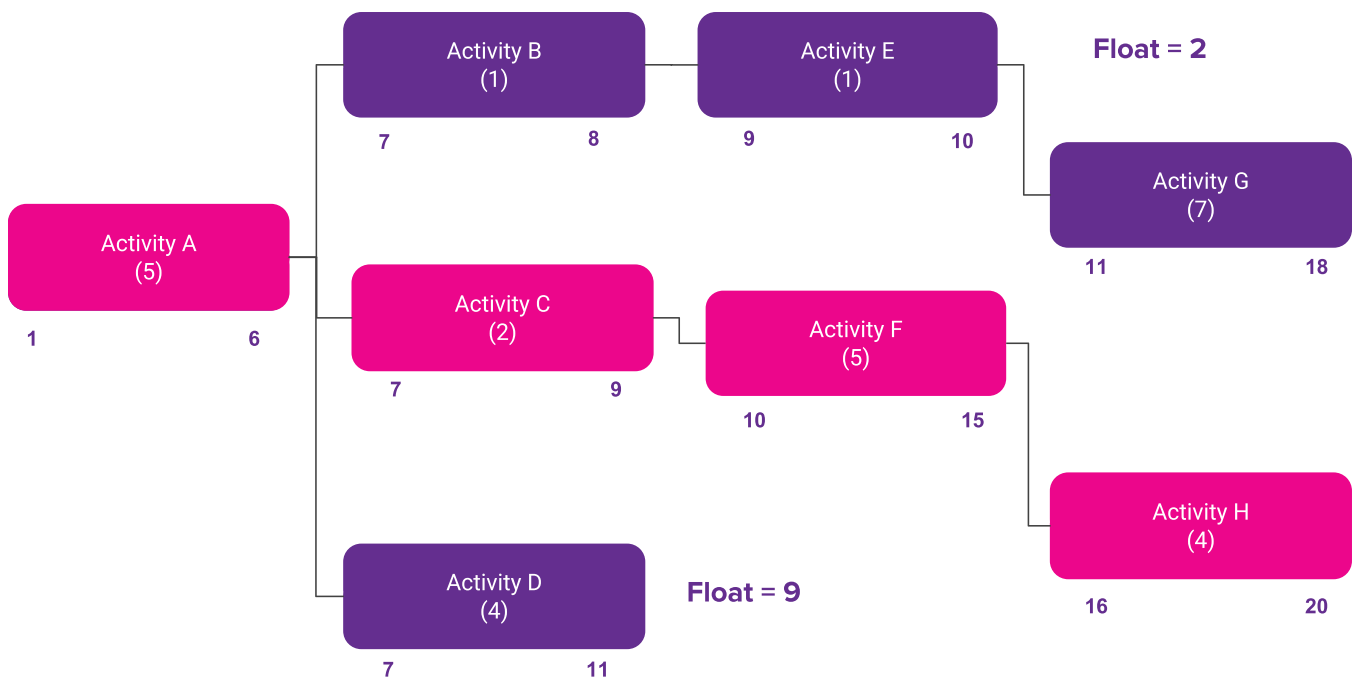 Activity B
(1)
7
8
Activity E
(1)
9
10
Float = 2
Activity G
(7)
11
18
Activity A
(5)
1
6
Activity C
(2)
7
9
Activity F
(5)
10
15
Activity H
(4)
16
20
Activity D
(4)
7
11
Float = 9